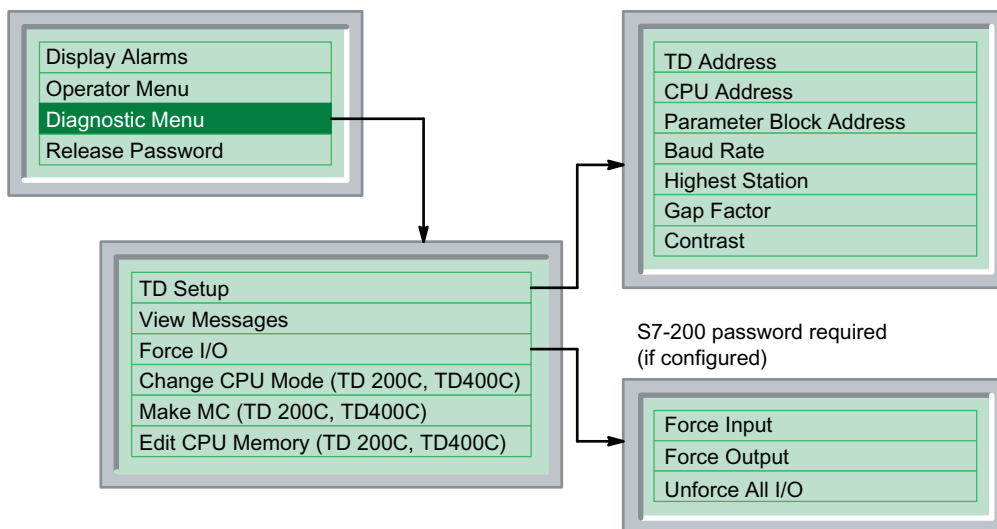 Display Alarms
Operator Menu
Diagnostic Menu
Release Password
TD Setup
View Messages
Force I/O
Change CPU Mode (TD 200C, TD400C)
Make MC (TD 200C, TD400C)
Edit CPU Memory (TD 200C, TD400C)
TD Address
CPU Address
Parameter Block Address
Baud Rate
Highest Station
Gap Factor
Contrast
S7-200 password required
(if configured)
Force Input
Force Output
Unforce All I/O